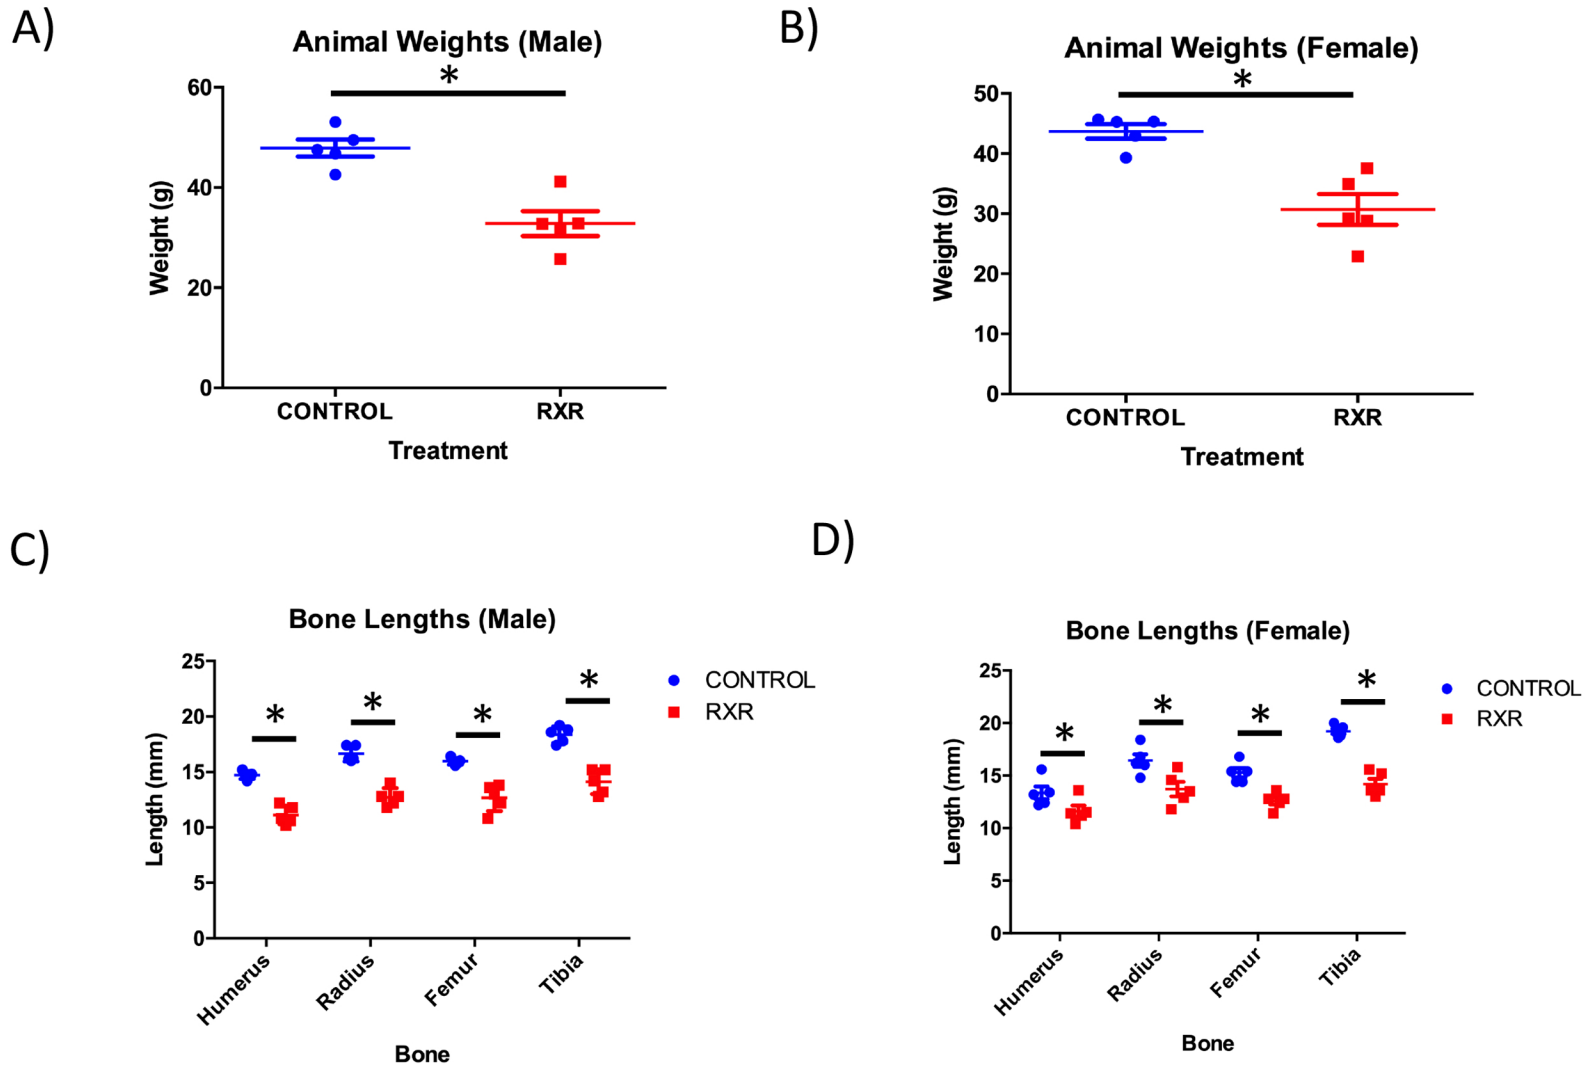 A)
Animal Weights (Male)
*
60
40
20
0
Weight (g)
CONTROL
RXR
Treatment
B)
Animal Weights (Female)
*
50
40
30
20
10
0
Weight (g)
CONTROL
RXR
Treatment
C)
Bone Lengths (Male)
25
20
15
10
5
0
Length (mm)
*
*
*
*
CONTROL
RXR
Humerus
Radius
Femur
Tibia
Bone
D)
Bone Lengths (Female)
25
20
15
10
5
0
Length (mm)
*
*
*
*
CONTROL
RXR
Humerus
Radius
Femur
Tibia
Bone